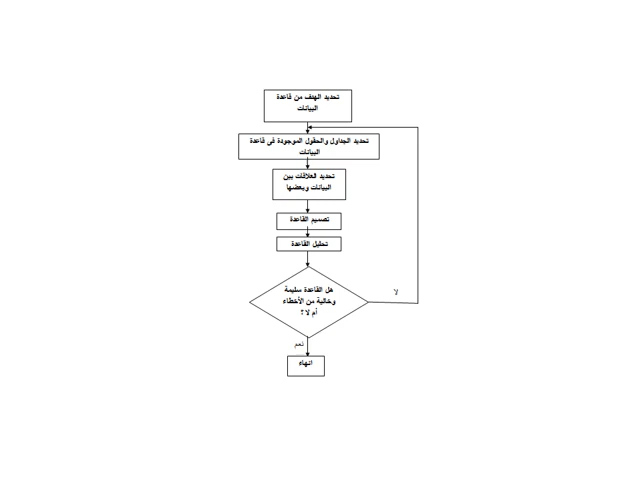 تحديد الهدف من قاعدة
البيانات
تحديد الجداول والحقول الموجودة فى قاعدة
البيانات
تحديد العلاقات بين
البيانات وبعضها
تصميم القاعدة
تحليل القاعدة
هل القاعدة سليمة
وخالية من الأخطاء
أم لا ؟
لا
نعم
انهاء